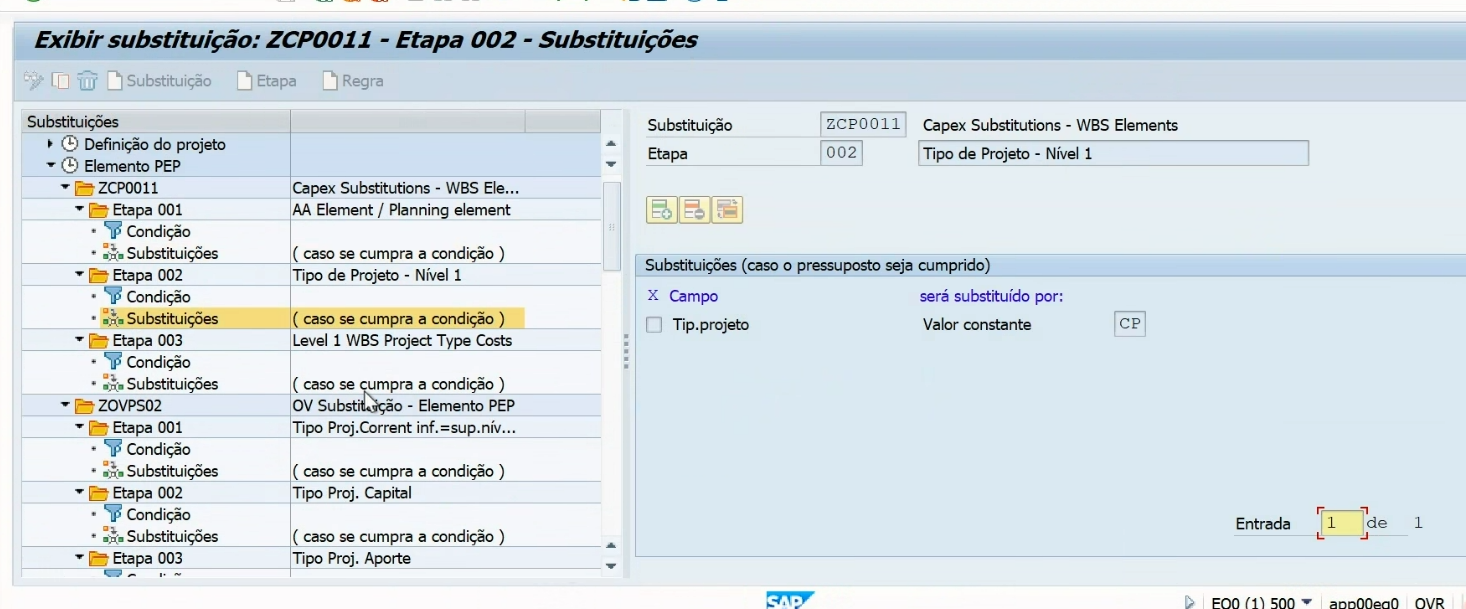 Exibir substituição: ZCP0011 - Etapa 002 - Substituições
Substituição Etapa Regra
Substituições
Definição do projeto
Elemento PEP
ZCP0011 Capex Substitutions - WBS Ele...
Etapa 001 AA Element / Planning element
Condição
Substituições ( caso se cumpra a condição )
Etapa 002 Tipo de Projeto - Nível 1
Condição
Substituições ( caso se cumpra a condição )
Etapa 003 Level 1 WBS Project Type Costs
Condição
Substituições ( caso se cumpra a condição )
ZOVPS02 OV Substituição - Elemento PEP
Etapa 001 Tipo Proj.Corrent inf.=sup.nív...
Condição
Substituições ( caso se cumpra a condição )
Etapa 002 Tipo Proj. Capital
Condição
Substituições ( caso se cumpra a condição )
Etapa 003 Tipo Proj. Aporte
Substituição ZCP0011 Capex Substitutions - WBS Elements
Etapa 002 Tipo de Projeto - Nível 1
Substituições (caso o pressuposto seja cumprido)
X Campo será substituído por:
Tip.projeto Valor constante CP
Entrada 1 de 1
SAP
EQ0 (1) 500 app00eq0 OVR